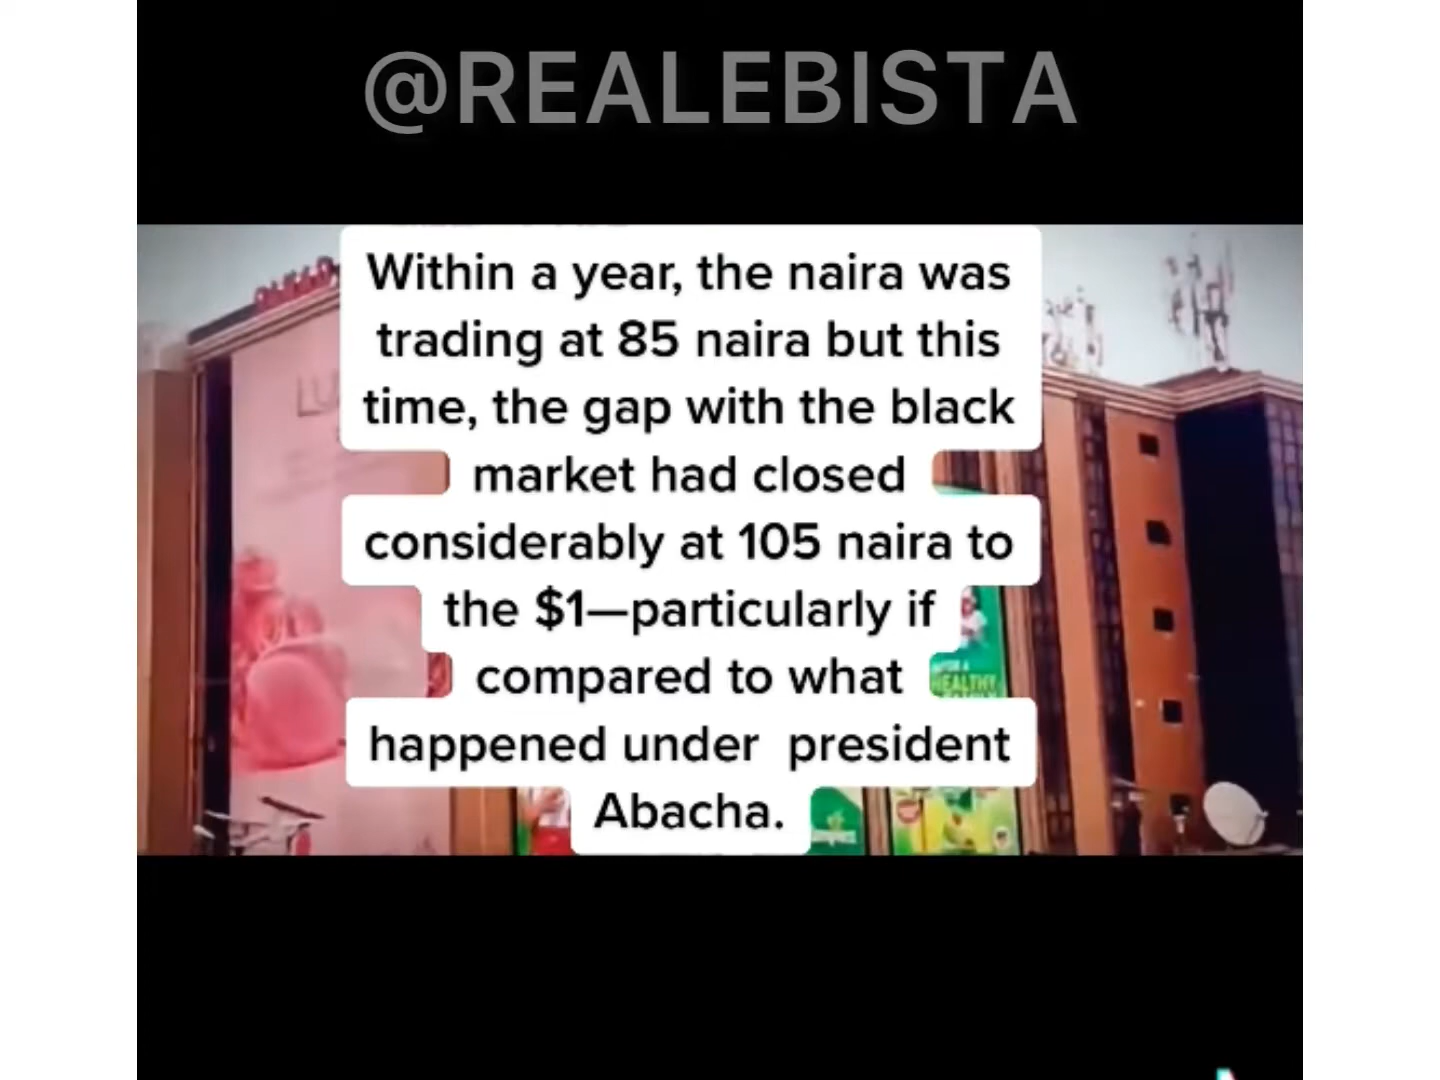 @REALEBISTA
Within a year, the naira was
trading at 85 naira but this
time, the gap with the black
market had closed
considerably at 105 naira to
the $1—particularly if
compared to what
happened under president
Abacha.
HEALTHY